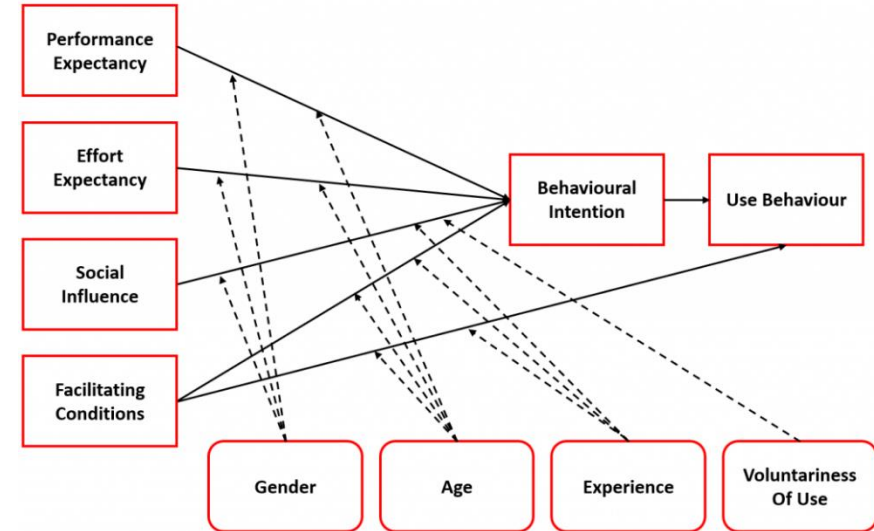 Performance
Expectancy
Effort
Expectancy
Behavioural
Intention
Use Behaviour
Social
Influence
Facilitating
Conditions
Gender
Age
Experience
Voluntariness
Of Use